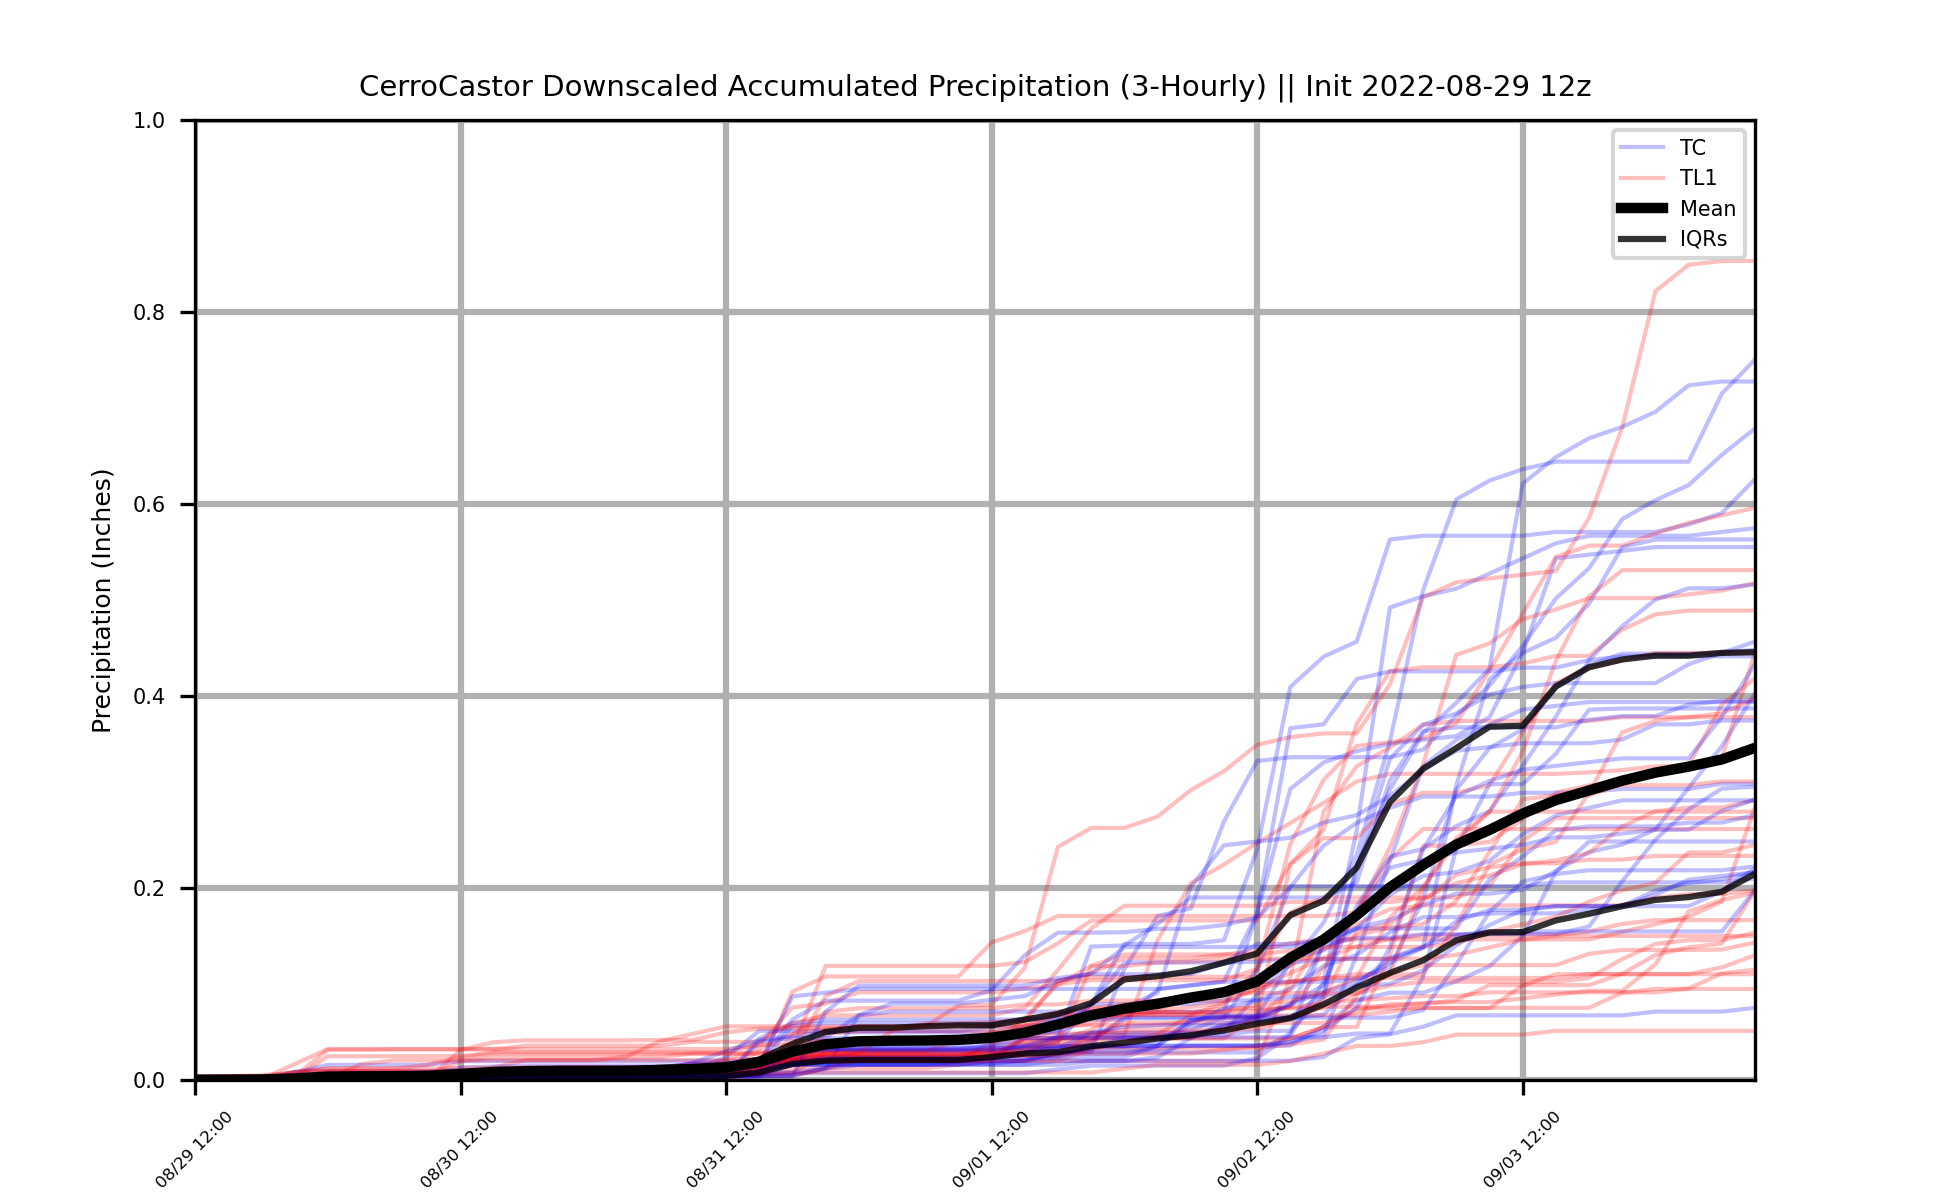 CerroCastor Downscaled Accumulated Precipitation (3-Hourly) || Init 2022-08-29 12z
1.0
0.8
0.6
0.4
0.2
0.0
Precipitation (Inches)
TC
TL1
Mean
IQRs
08/29 12:00
08/30 12:00
08/31 12:00
09/01 12:00
09/02 12:00
09/03 12:00